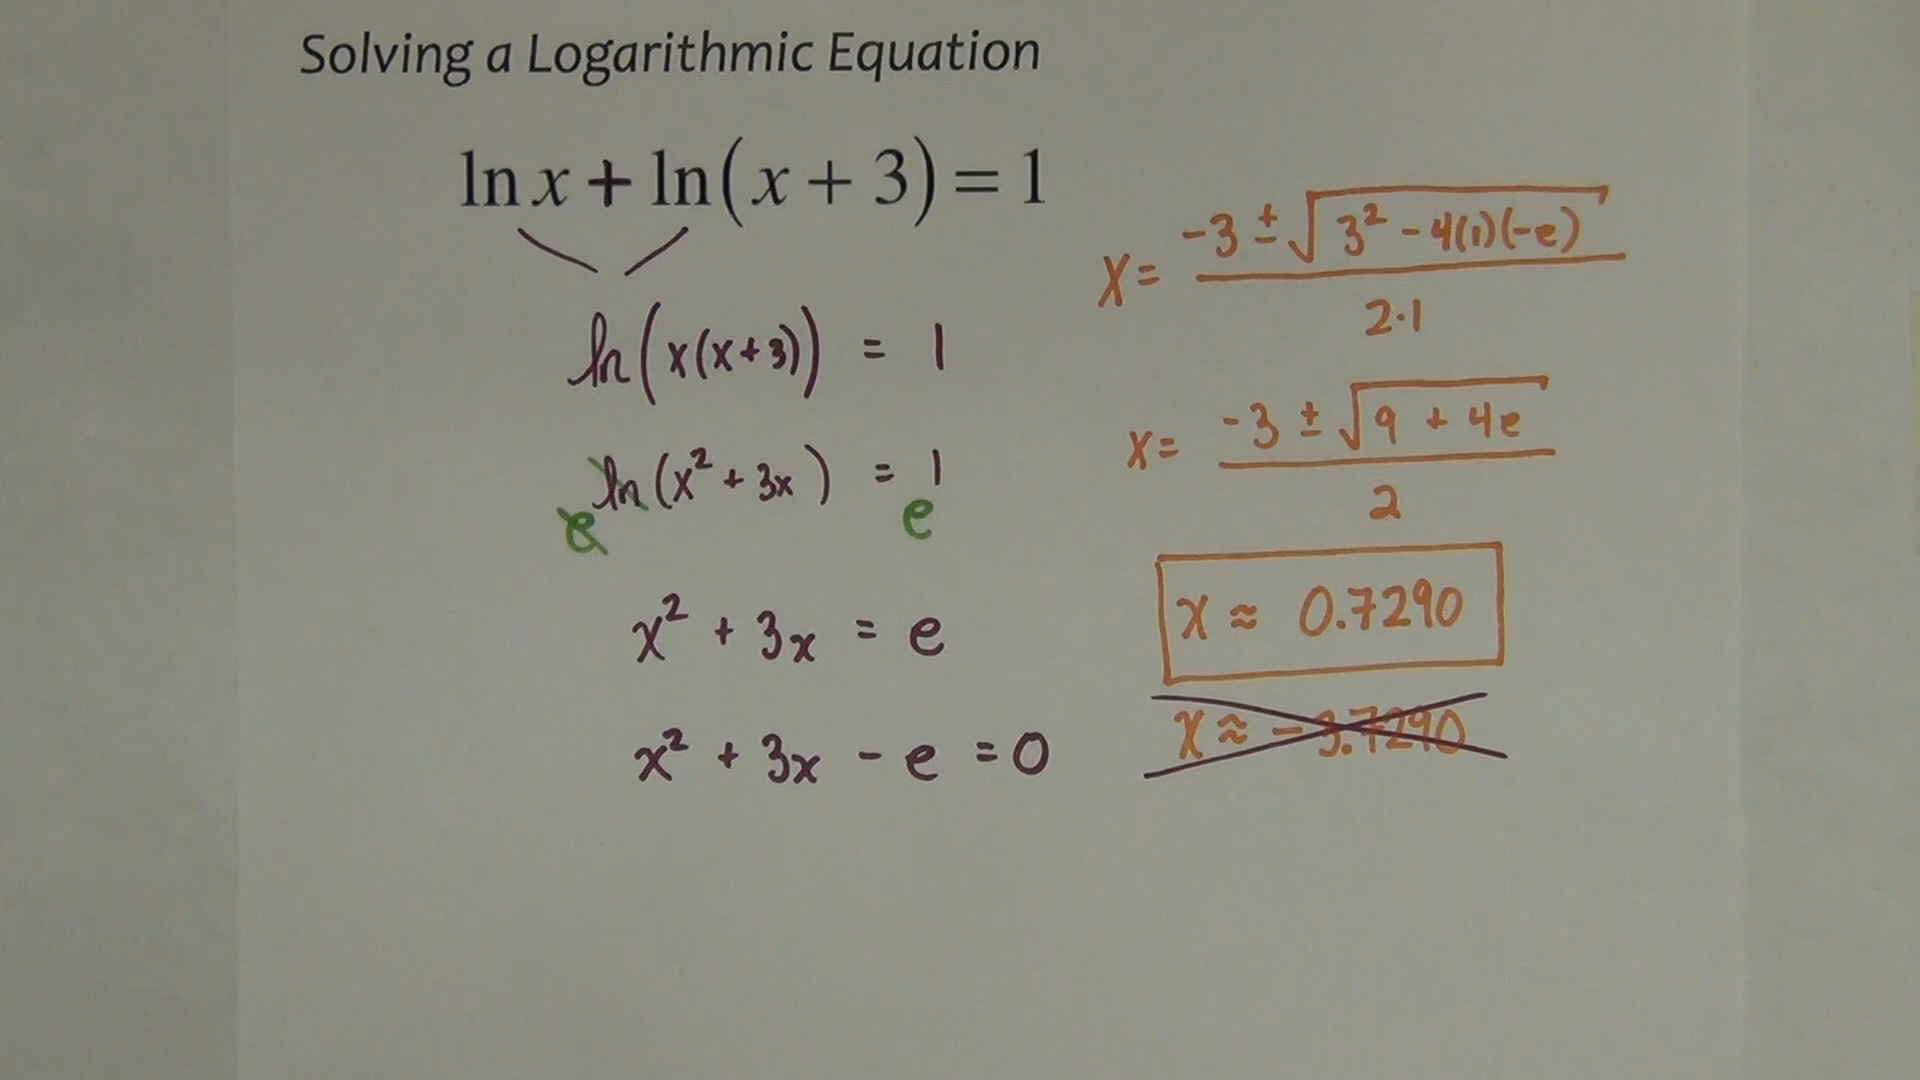 Solving a Logarithmic Equation
ln x + ln(x + 3) = 1
ln(x(x+3)) = 1
e^ln(x² + 3x) = e^1
x² + 3x = e
x² + 3x - e = 0
x = (-3 ± √(3² - 4(1)(-e))) / (2·1)
x = (-3 ± √(9 + 4e)) / 2
x ≈ 0.7290
x ≈ -3.7290